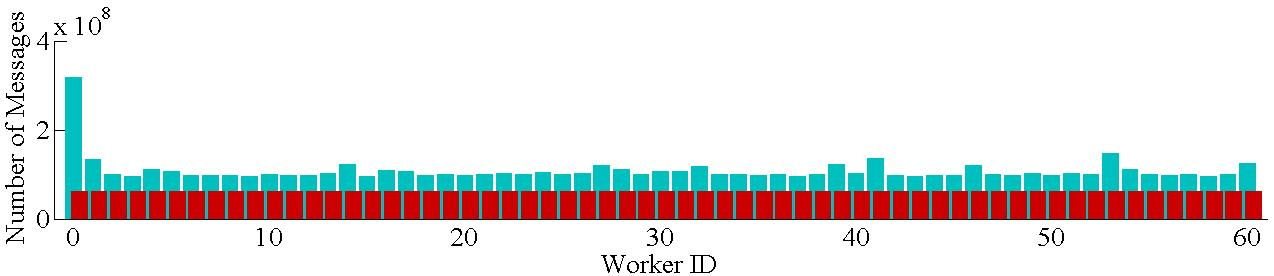 x 10^8
Number of Messages
4
2
0
0 10 20 30 40 50 60
Worker ID